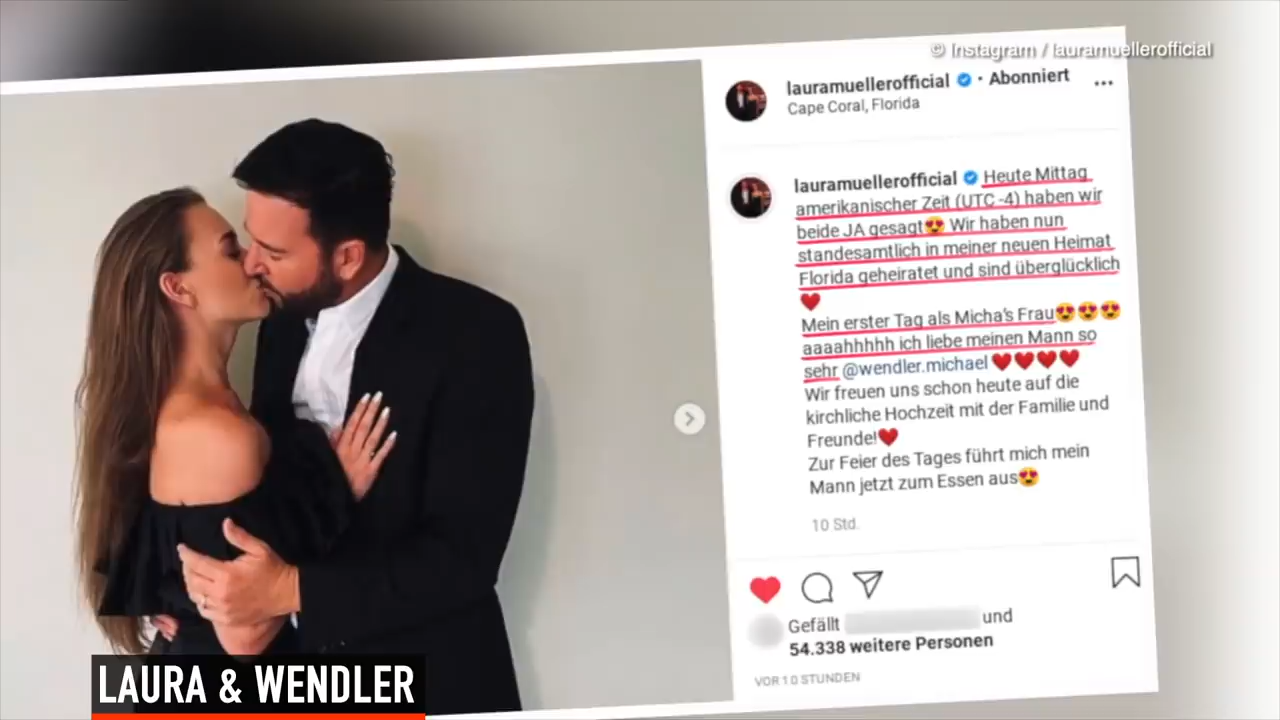 © Instagram / lauramuellerofficial
lauramuellerofficial • Abonniert
Cape Coral, Florida
lauramuellerofficial Heute Mittag
amerikanischer Zeit (UTC -4) haben wir
beide JA gesagt😍 Wir haben nun
standesamtlich in meiner neuen Heimat
Florida geheiratet und sind überglücklich
❤️
Mein erster Tag als Micha's Frau😍😍😍
aaaahhhhh ich liebe meinen Mann so
sehr @wendler.michael ❤️❤️❤️❤️
Wir freuen uns schon heute auf die
kirchliche Hochzeit mit der Familie und
Freunde!❤️
Zur Feier des Tages führt mich mein
Mann jetzt zum Essen aus😍
10 Std.
Gefällt und
54.338 weitere Personen
VOR 10 STUNDEN
LAURA & WENDLER